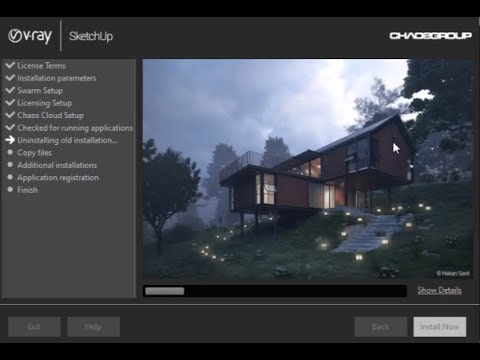 v·ray
SketchUp
CHAOSGROUP
License Terms
Installation parameters
Swarm Setup
Licensing Setup
Chaos Cloud Setup
Checked for running applications
Uninstalling old installation...
Copy files
Additional installations
Application registration
Finish
© Hakan Sarili
Show Details
Exit
Help
Back
Install Now